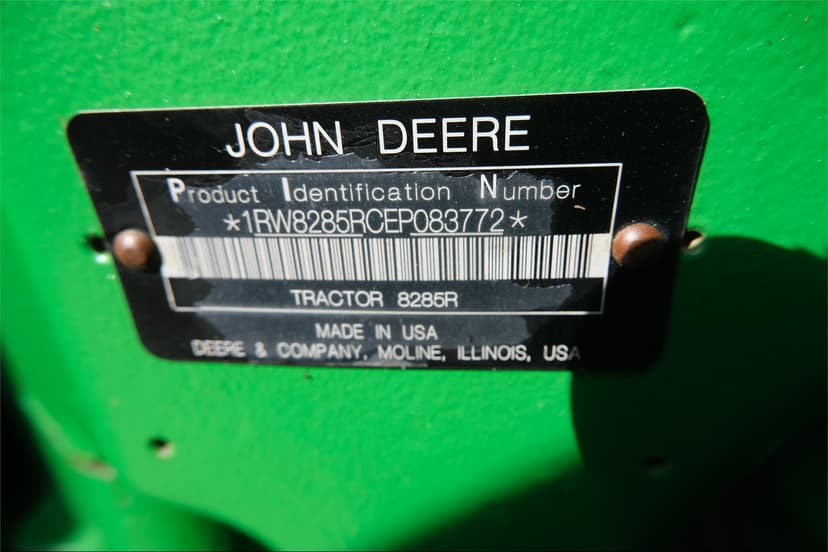 JOHN DEERE
Product Identification Number
*1RW8285RCEP083772*
TRACTOR 8285R
MADE IN USA
DEERE & COMPANY, MOLINE, ILLINOIS, USA